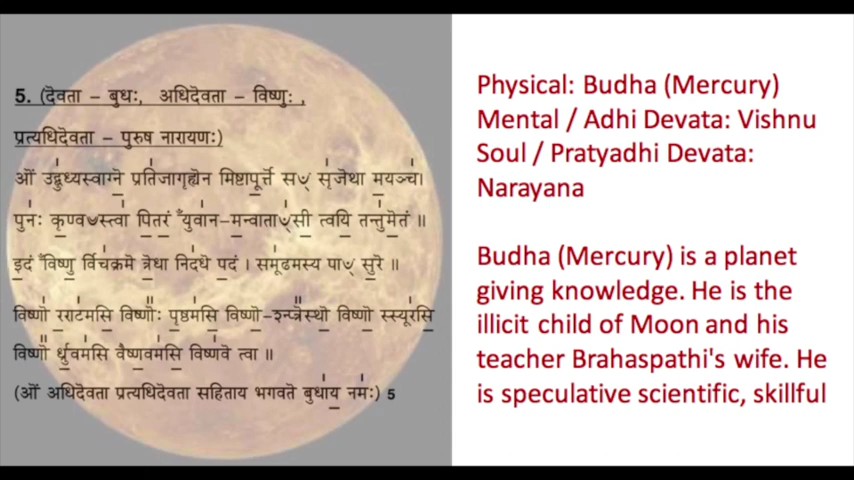 5. (देवता – बुधः, अधिदेवता – विष्णुः ,
प्रत्यधिदेवता – पुरुष नारायणः)
ओं उद्बुध्यस्वाग्ने प्रतिजागृह्येन मिष्टापूर्ते सꣳ सृजेथा मयञ्च।
पुनः कृण्वꣳस्त्वा पितरं युवान-मन्वाताꣳसी त्वयि तन्तुमेतं ॥
इदं विष्णु र्विचक्रमे त्रेधा निदधे पदं । समूढमस्य पाꣳ सुरे ॥
विष्णो रराटमसि विष्णोः पृष्ठमसि विष्णो-श्ञ्प्त्रेस्थो विष्णो स्स्यूरसि
विष्णो र्ध्रुवमसि वैष्णवमसि विष्णवे त्वा ॥
(ओं अधिदेवता प्रत्यधिदेवता सहिताय भगवते बुधाय नमः) 5
Physical: Budha (Mercury)
Mental / Adhi Devata: Vishnu
Soul / Pratyadhi Devata:
Narayana
Budha (Mercury) is a planet
giving knowledge. He is the
illicit child of Moon and his
teacher Brahaspathi's wife. He
is speculative scientific, skillful